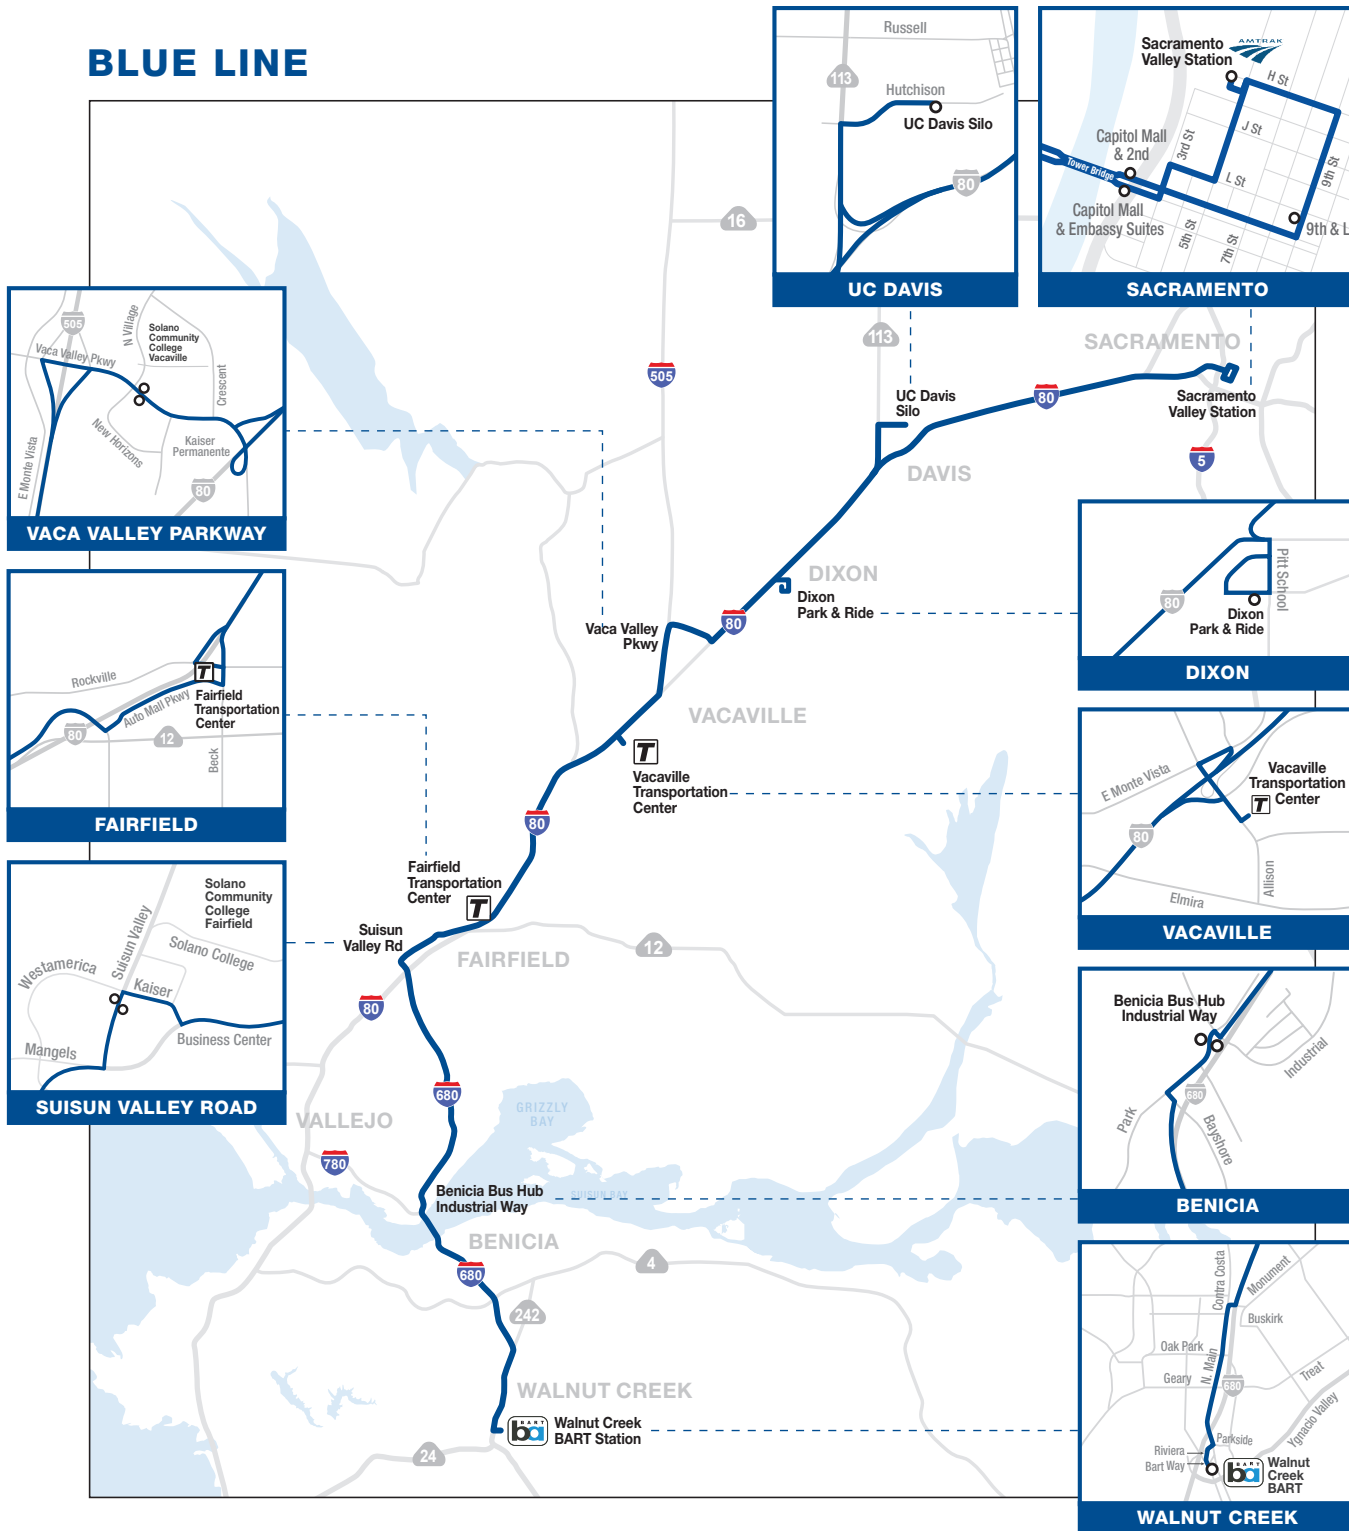 BLUE LINE
Russell
113
Hutchison
UC Davis Silo
80
UC DAVIS
Sacramento
Valley Station
AMTRAK
H St
J St
3rd St
Capitol Mall
& 2nd
Tower Bridge
L St
9th St
Capitol Mall
& Embassy Suites
5th St
7th St
9th & L
SACRAMENTO
16
505
N Village
Solano
Community
College
Vacaville
Vaca Valley Pkwy
Crescent
New Horizons
Kaiser
Permanente
E Monte Vista
80
VACA VALLEY PARKWAY
505
113
SACRAMENTO
UC Davis
Silo
80
Sacramento
Valley Station
5
DAVIS
DIXON
Dixon
Park & Ride
80
Vaca Valley
Pkwy
VACAVILLE
T
Vacaville
Transportation
Center
80
Pitt School
80
Dixon
Park & Ride
DIXON
Rockville
T
Fairfield
Transportation
Center
Auto Mall Pkwy
80
12
Beck
FAIRFIELD
E Monte Vista
Vacaville
Transportation
Center
T
80
Allison
Elmira
VACAVILLE
Fairfield
Transportation
Center
T
Suisun
Valley Rd
FAIRFIELD
12
80
Solano
Community
College
Fairfield
Suisun Valley
Solano College
Westamerica
Kaiser
Business Center
Mangels
SUISUN VALLEY ROAD
680
GRIZZLY
BAY
VALLEJO
780
Benicia Bus Hub
Industrial Way
SUISUN BAY
BENICIA
680
4
242
Benicia Bus Hub
Industrial Way
Industrial
680
Park
Bayshore
BENICIA
WALNUT CREEK
BART
ba
Walnut Creek
BART Station
24
Contra Costa
Monument
Buskirk
Oak Park
N. Main
Geary
680
Treat
Ygnacio Valley
Parkside
Riviera
Bart Way
BART
ba
Walnut
Creek
BART
WALNUT CREEK